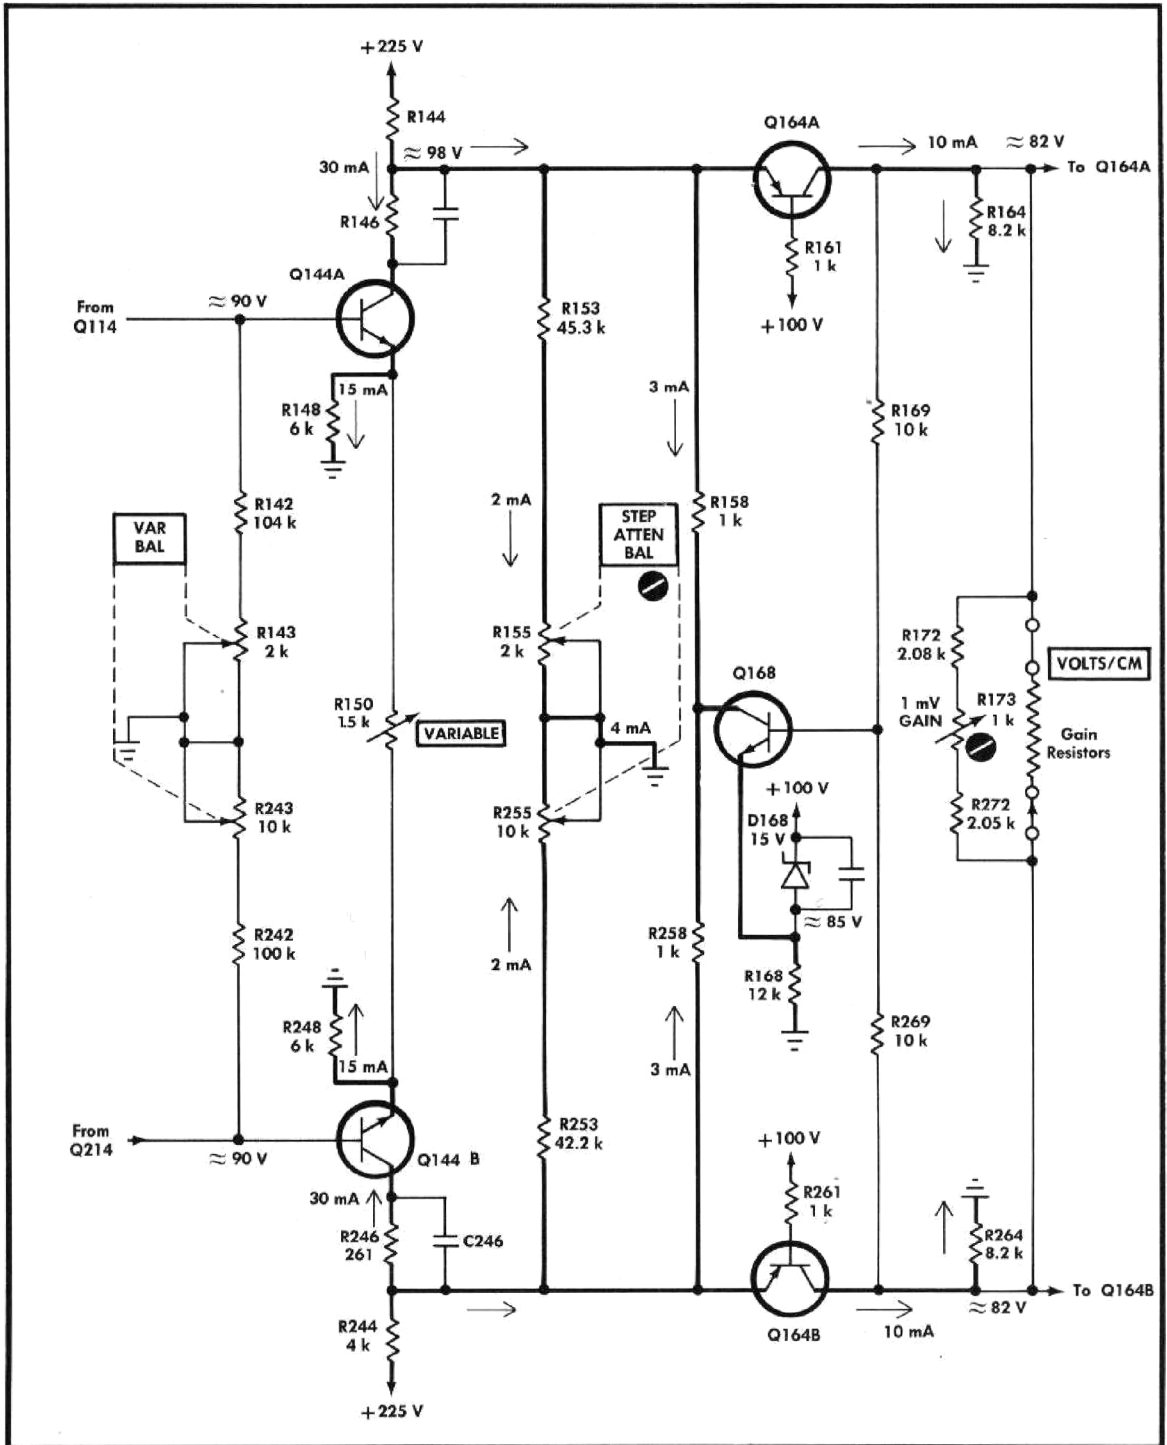 +225 V
R144
≈ 98 V
30 mA
R146
Q144A
From
Q114
≈ 90 V
15 mA
R148
6 k
R142
104 k
VAR
BAL
R143
2 k
R150
15 k
VARIABLE
R243
10 k
R242
100 k
R248
6 k
15 mA
From
Q214
≈ 90 V
Q144 B
30 mA
R246
261
C246
R244
4 k
+225 V
R153
45.3 k
2 mA
STEP
ATTEN
BAL
R155
2 k
4 mA
R255
10 k
2 mA
R253
42.2 k
3 mA
R158
1 k
R258
1 k
3 mA
Q164A
10 mA
≈ 82 V
To Q164A
R161
1 k
+100 V
R164
8.2 k
R169
10 k
Q168
+100 V
D168
15 V
≈ 85 V
R168
12 k
R269
10 k
R172
2.08 k
1 mV
GAIN
R173
1 k
R272
2.05 k
VOLTS/CM
Gain
Resistors
+100 V
R261
1 k
Q164B
10 mA
R264
8.2 k
≈ 82 V
To Q164B